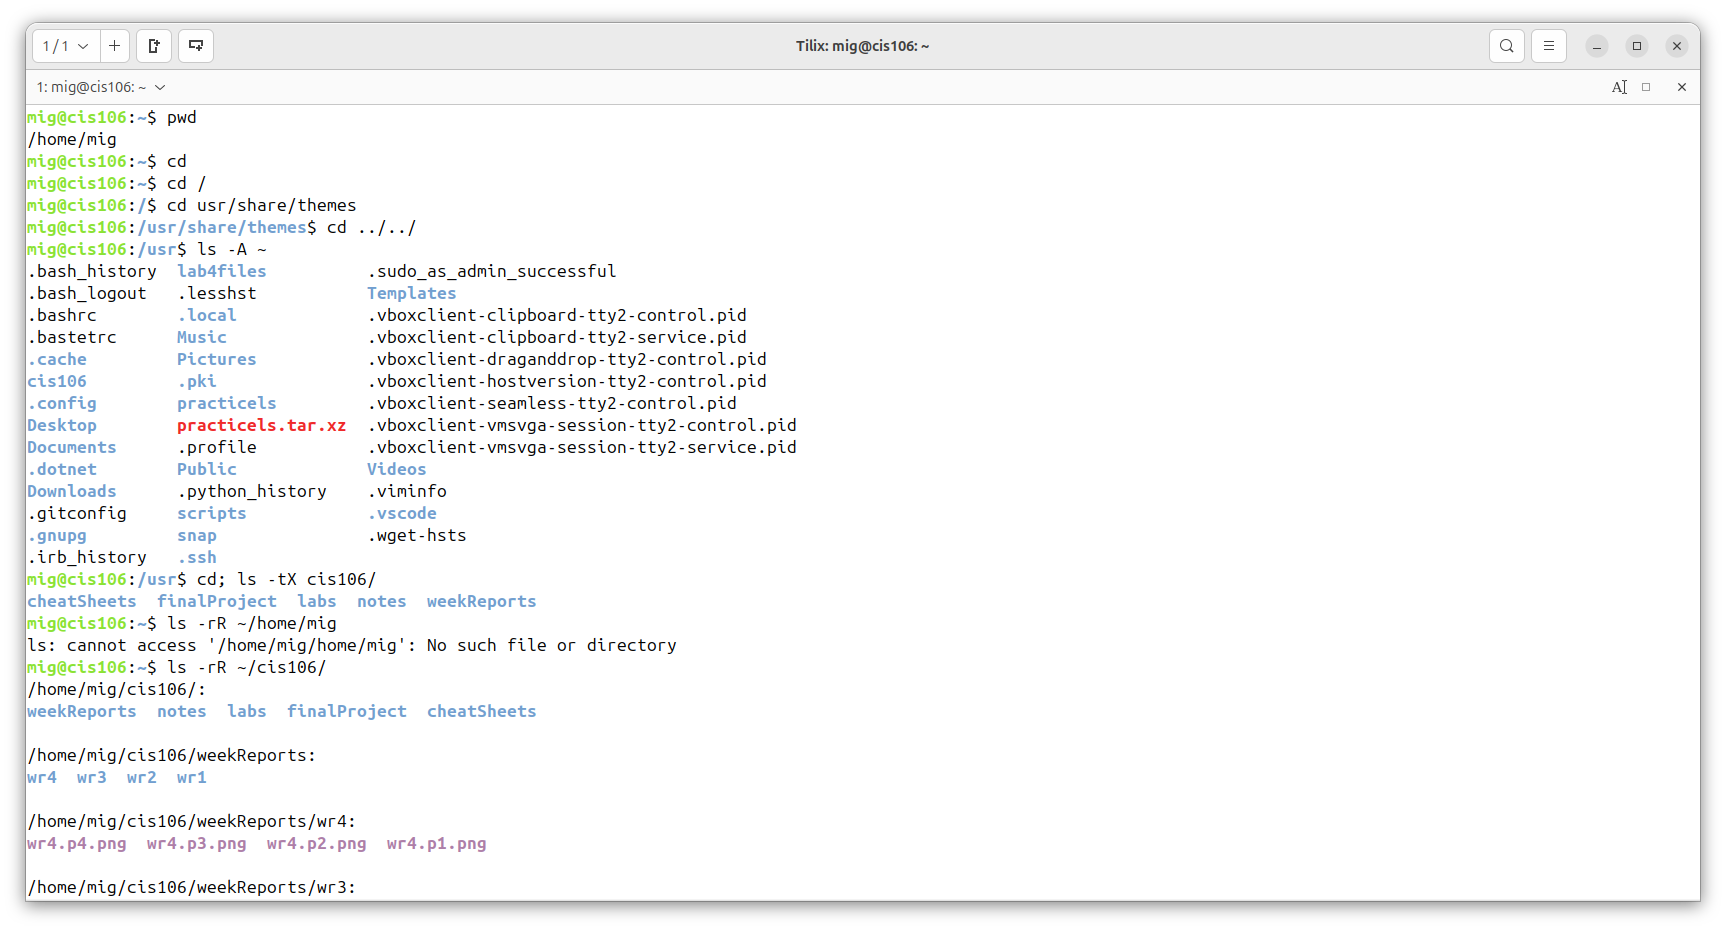 1 / 1
Tilix: mig@cis106: ~
1: mig@cis106: ~
mig@cis106:~$ pwd
/home/mig
mig@cis106:~$ cd
mig@cis106:~$ cd /
mig@cis106:/$ cd usr/share/themes
mig@cis106:/usr/share/themes$ cd ../../
mig@cis106:/usr$ ls -A ~
.bash_history  lab4files          .sudo_as_admin_successful
.bash_logout   .lesshst           Templates
.bashrc        .local             .vboxclient-clipboard-tty2-control.pid
.bastetrc      Music              .vboxclient-clipboard-tty2-service.pid
.cache         Pictures           .vboxclient-draganddrop-tty2-control.pid
cis106         .pki               .vboxclient-hostversion-tty2-control.pid
.config        practicels         .vboxclient-seamless-tty2-control.pid
Desktop        practicels.tar.xz  .vboxclient-vmsvga-session-tty2-control.pid
Documents      .profile           .vboxclient-vmsvga-session-tty2-service.pid
.dotnet        Public             Videos
Downloads      .python_history    .viminfo
.gitconfig     scripts            .vscode
.gnupg         snap               .wget-hsts
.irb_history   .ssh
mig@cis106:/usr$ cd; ls -tX cis106/
cheatSheets  finalProject  labs  notes  weekReports
mig@cis106:~$ ls -rR ~/home/mig
ls: cannot access '/home/mig/home/mig': No such file or directory
mig@cis106:~$ ls -rR ~/cis106/
/home/mig/cis106/:
weekReports  notes  labs  finalProject  cheatSheets
/home/mig/cis106/weekReports:
wr4  wr3  wr2  wr1
/home/mig/cis106/weekReports/wr4:
wr4.p4.png  wr4.p3.png  wr4.p2.png  wr4.p1.png
/home/mig/cis106/weekReports/wr3: